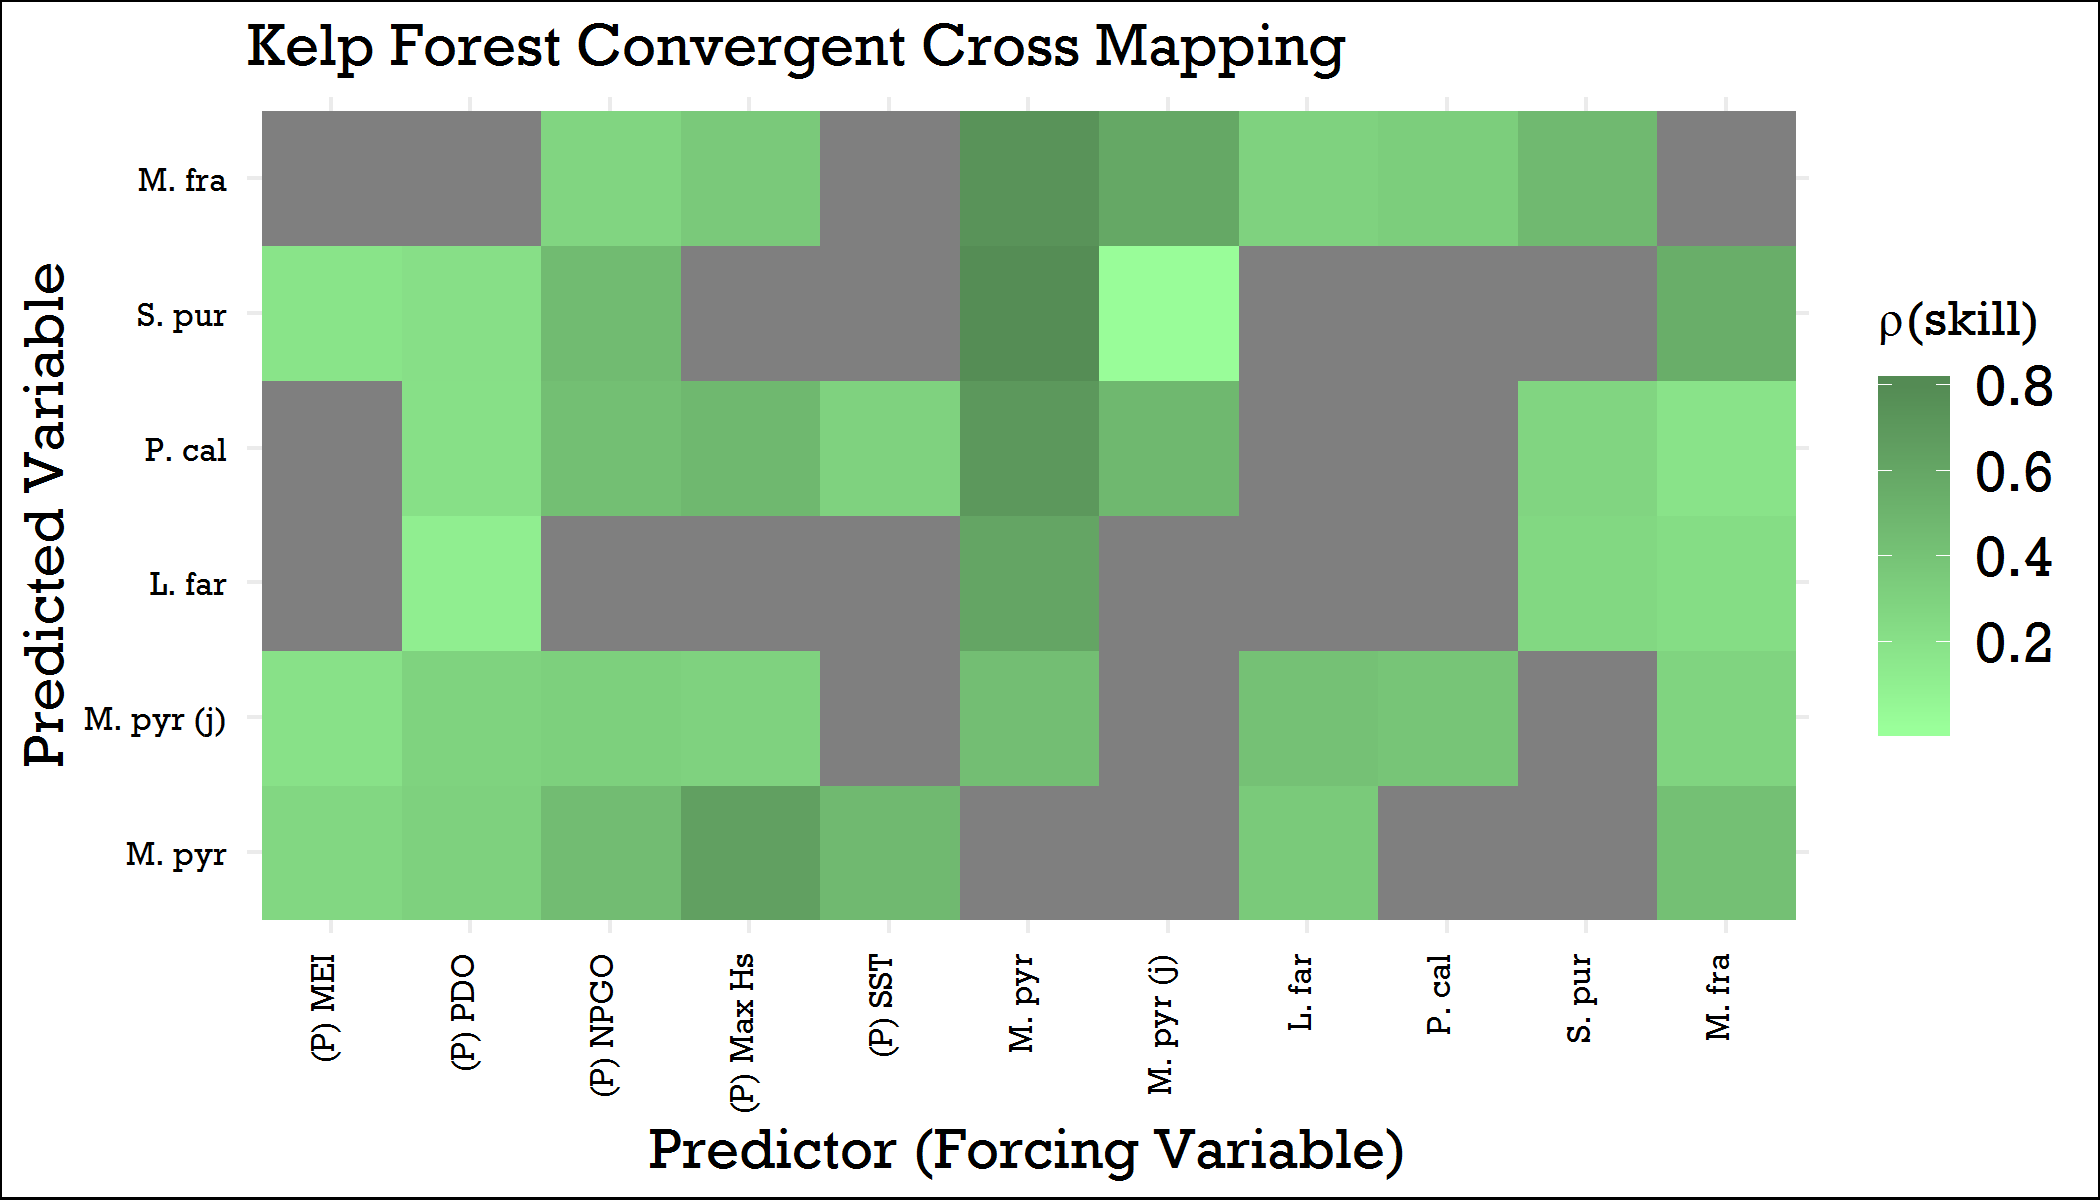 Kelp Forest Convergent Cross Mapping
Predicted Variable
M. fra
S. pur
P. cal
L. far
M. pyr (j)
M. pyr
(P) MEI
(P) PDO
(P) NPGO
(P) Max Hs
(P) SST
M. pyr
M. pyr (j)
L. far
P. cal
S. pur
M. fra
Predictor (Forcing Variable)
ρ(skill)
0.8
0.6
0.4
0.2